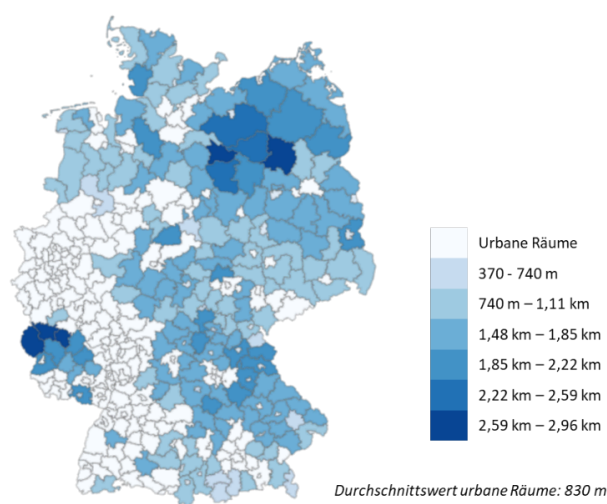 Urbane Räume
370 - 740 m
740 m – 1,11 km
1,48 km – 1,85 km
1,85 km – 2,22 km
2,22 km – 2,59 km
2,59 km – 2,96 km
Durchschnittswert urbane Räume: 830 m